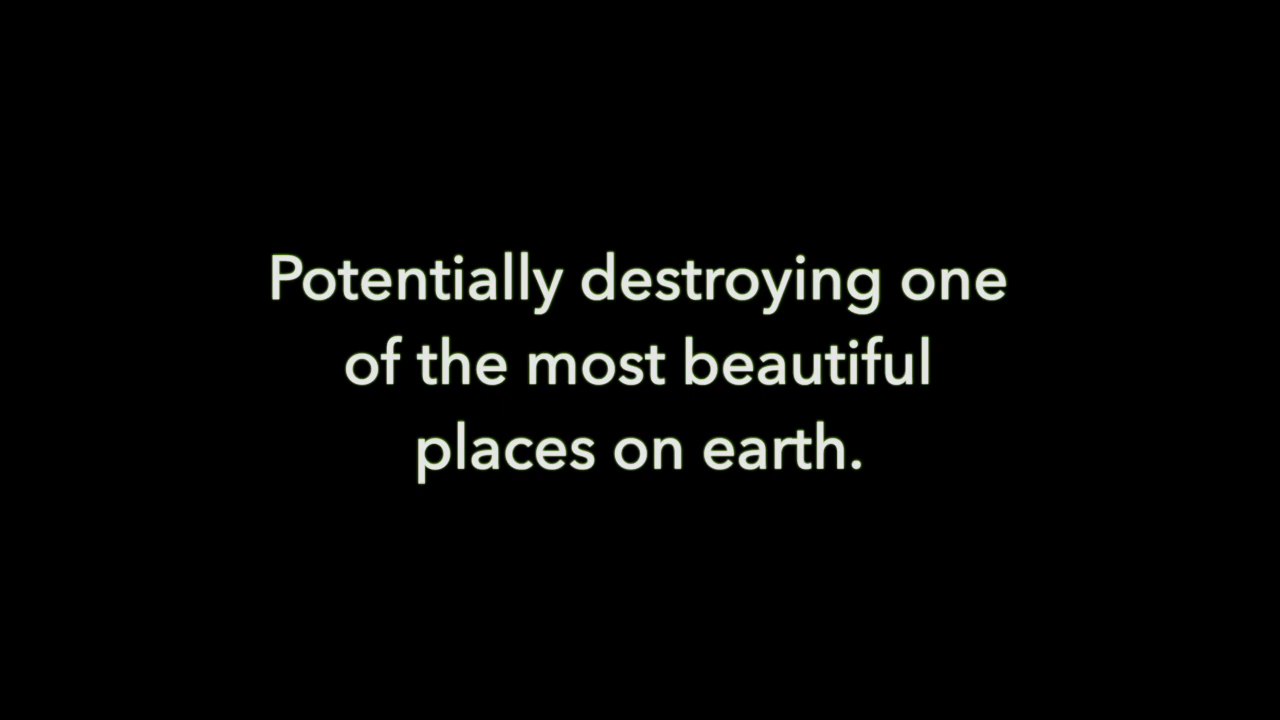 Potentially destroying one
of the most beautiful
places on earth.